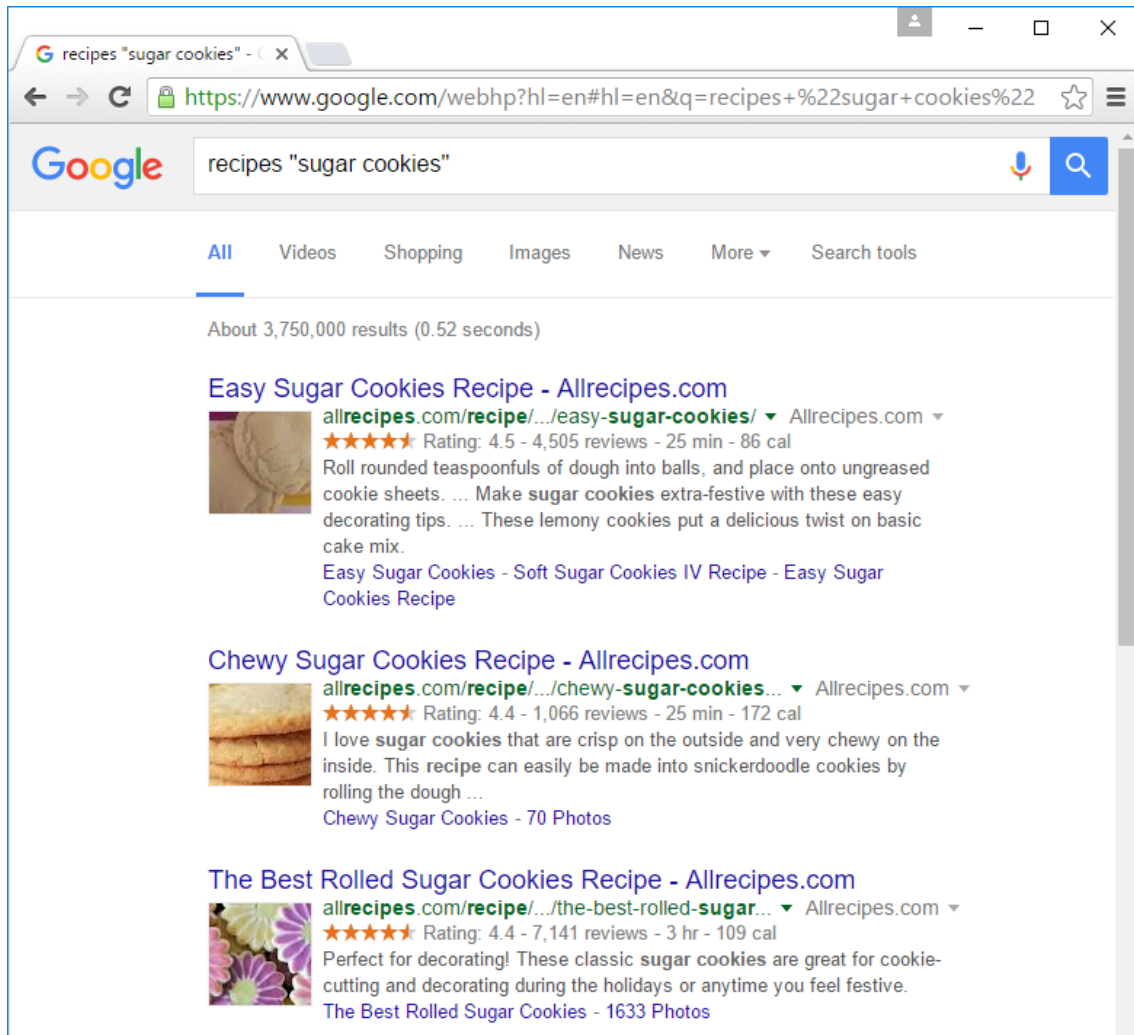 recipes "sugar cookies" -
https://www.google.com/webhp?hl=en#hl=en&q=recipes+%22sugar+cookies%22
Google
recipes "sugar cookies"
All Videos Shopping Images News More Search tools
About 3,750,000 results (0.52 seconds)
Easy Sugar Cookies Recipe - Allrecipes.com
allrecipes.com/recipe/.../easy-sugar-cookies/ Allrecipes.com
Rating: 4.5 - 4,505 reviews - 25 min - 86 cal
Roll rounded teaspoonfuls of dough into balls, and place onto ungreased
cookie sheets. ... Make sugar cookies extra-festive with these easy
decorating tips. ... These lemony cookies put a delicious twist on basic
cake mix.
Easy Sugar Cookies - Soft Sugar Cookies IV Recipe - Easy Sugar
Cookies Recipe
Chewy Sugar Cookies Recipe - Allrecipes.com
allrecipes.com/recipe/.../chewy-sugar-cookies... Allrecipes.com
Rating: 4.4 - 1,066 reviews - 25 min - 172 cal
I love sugar cookies that are crisp on the outside and very chewy on the
inside. This recipe can easily be made into snickerdoodle cookies by
rolling the dough ...
Chewy Sugar Cookies - 70 Photos
The Best Rolled Sugar Cookies Recipe - Allrecipes.com
allrecipes.com/recipe/.../the-best-rolled-sugar... Allrecipes.com
Rating: 4.4 - 7,141 reviews - 3 hr - 109 cal
Perfect for decorating! These classic sugar cookies are great for cookie-
cutting and decorating during the holidays or anytime you feel festive.
The Best Rolled Sugar Cookies - 1633 Photos